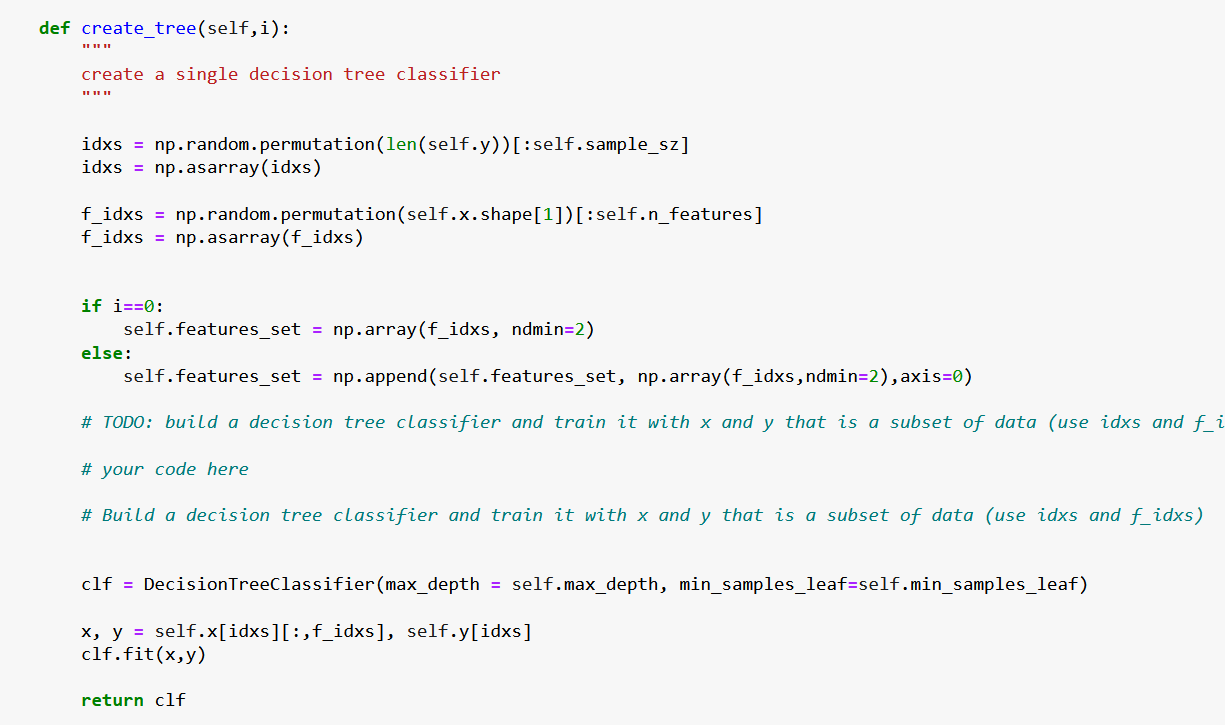 def create_tree(self,i):
"""
create a single decision tree classifier
"""
idxs = np.random.permutation(len(self.y))[:self.sample_sz]
idxs = np.asarray(idxs)
f_idxs = np.random.permutation(self.x.shape[1])[:self.n_features]
f_idxs = np.asarray(f_idxs)
if i==0:
self.features_set = np.array(f_idxs, ndmin=2)
else:
self.features_set = np.append(self.features_set, np.array(f_idxs,ndmin=2),axis=0)
# TODO: build a decision tree classifier and train it with x and y that is a subset of data (use idxs and f_i
# your code here
# Build a decision tree classifier and train it with x and y that is a subset of data (use idxs and f_idxs)
clf = DecisionTreeClassifier(max_depth = self.max_depth, min_samples_leaf=self.min_samples_leaf)
x, y = self.x[idxs][:,f_idxs], self.y[idxs]
clf.fit(x,y)
return clf